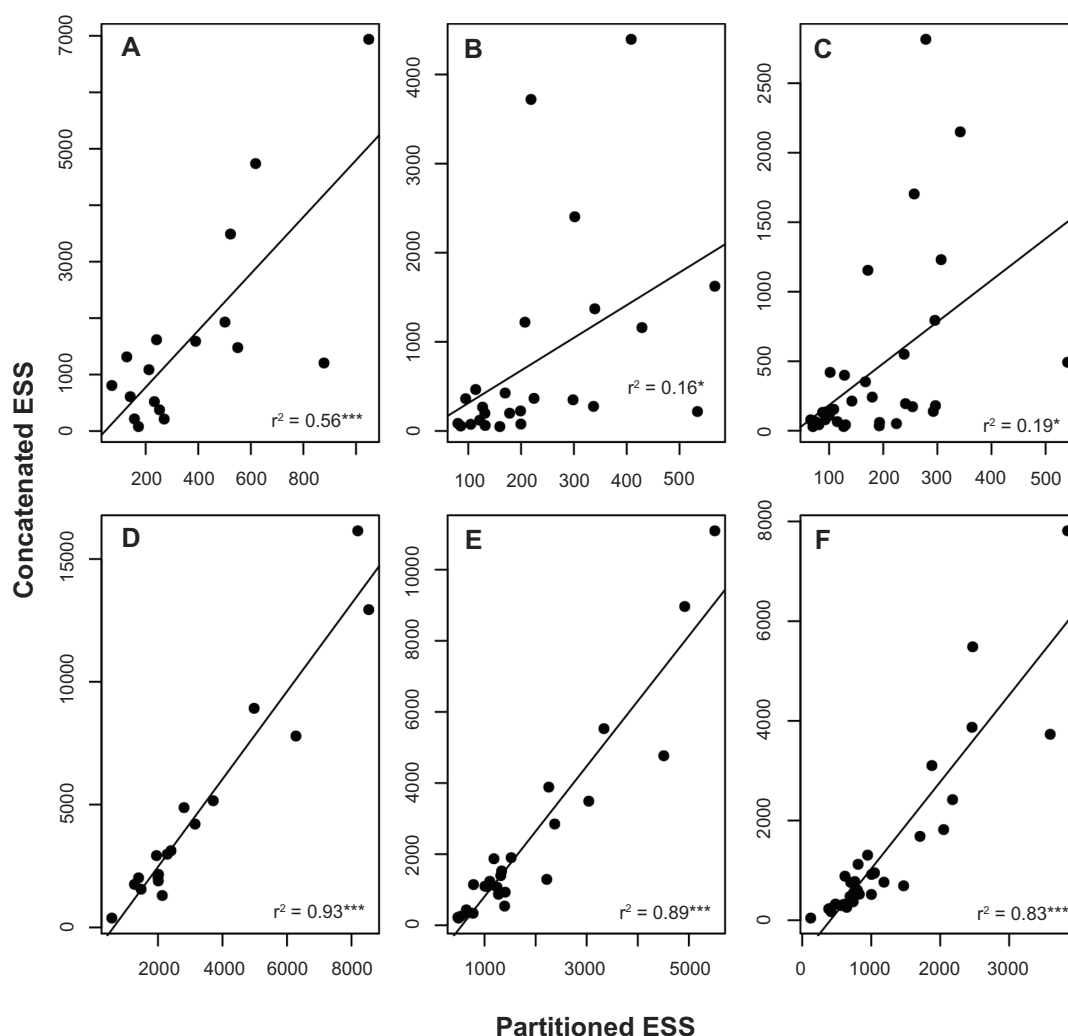 Concatenated ESS
A
7000
5000
3000
1000
0
200 400 600 800
r² = 0.56***
B
4000
3000
2000
1000
0
100 200 300 400 500
r² = 0.16*
C
2500
2000
1500
1000
500
0
100 200 300 400 500
r² = 0.19*
D
15000
10000
5000
0
2000 4000 6000 8000
r² = 0.93***
E
10000
8000
6000
4000
2000
0
1000 3000 5000
r² = 0.89***
F
8000
6000
4000
2000
0
0 1000 2000 3000
r² = 0.83***
Partitioned ESS